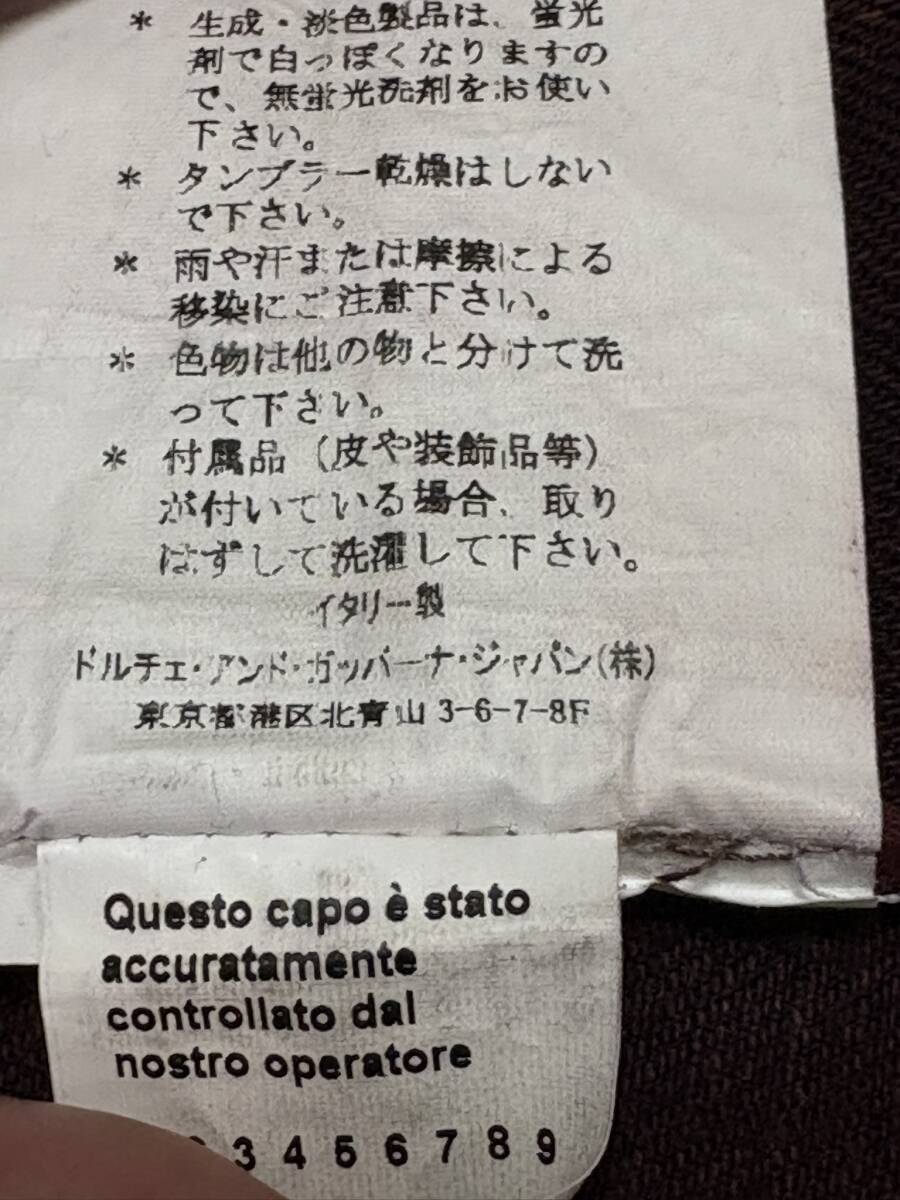 * 生成・淡色製品は、蛍光
剤で白っぽくなりますの
で、無蛍光洗剤をお使い
下さい。
* タンブラー乾燥はしない
で下さい。
* 雨や汗または摩擦による
移染にご注意下さい。
* 色物は他の物と分けて洗
って下さい。
* 付属品（皮や装飾品等）
が付いている場合、取り
はずして洗濯して下さい。
イタリー製
ドルチェ・アンド・ガッバーナ・ジャパン(株)
東京都港区北青山3-6-7-8F
Questo capo è stato
accuratamente
controllato dal
nostro operatore
3 4 5 6 7 8 9